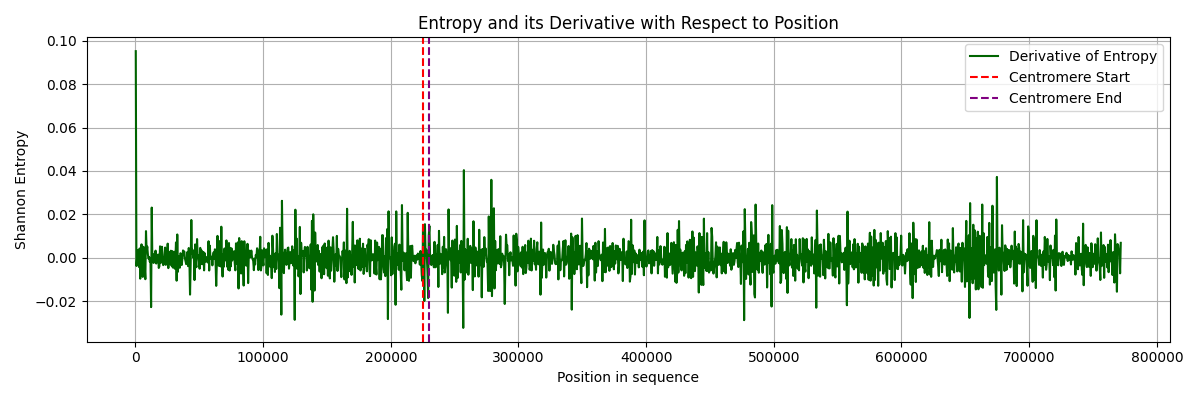 Entropy and its Derivative with Respect to Position
Derivative of Entropy
Centromere Start
Centromere End
Shannon Entropy
0.10
0.08
0.06
0.04
0.02
0.00
−0.02
0 100000 200000 300000 400000 500000 600000 700000 800000
Position in sequence